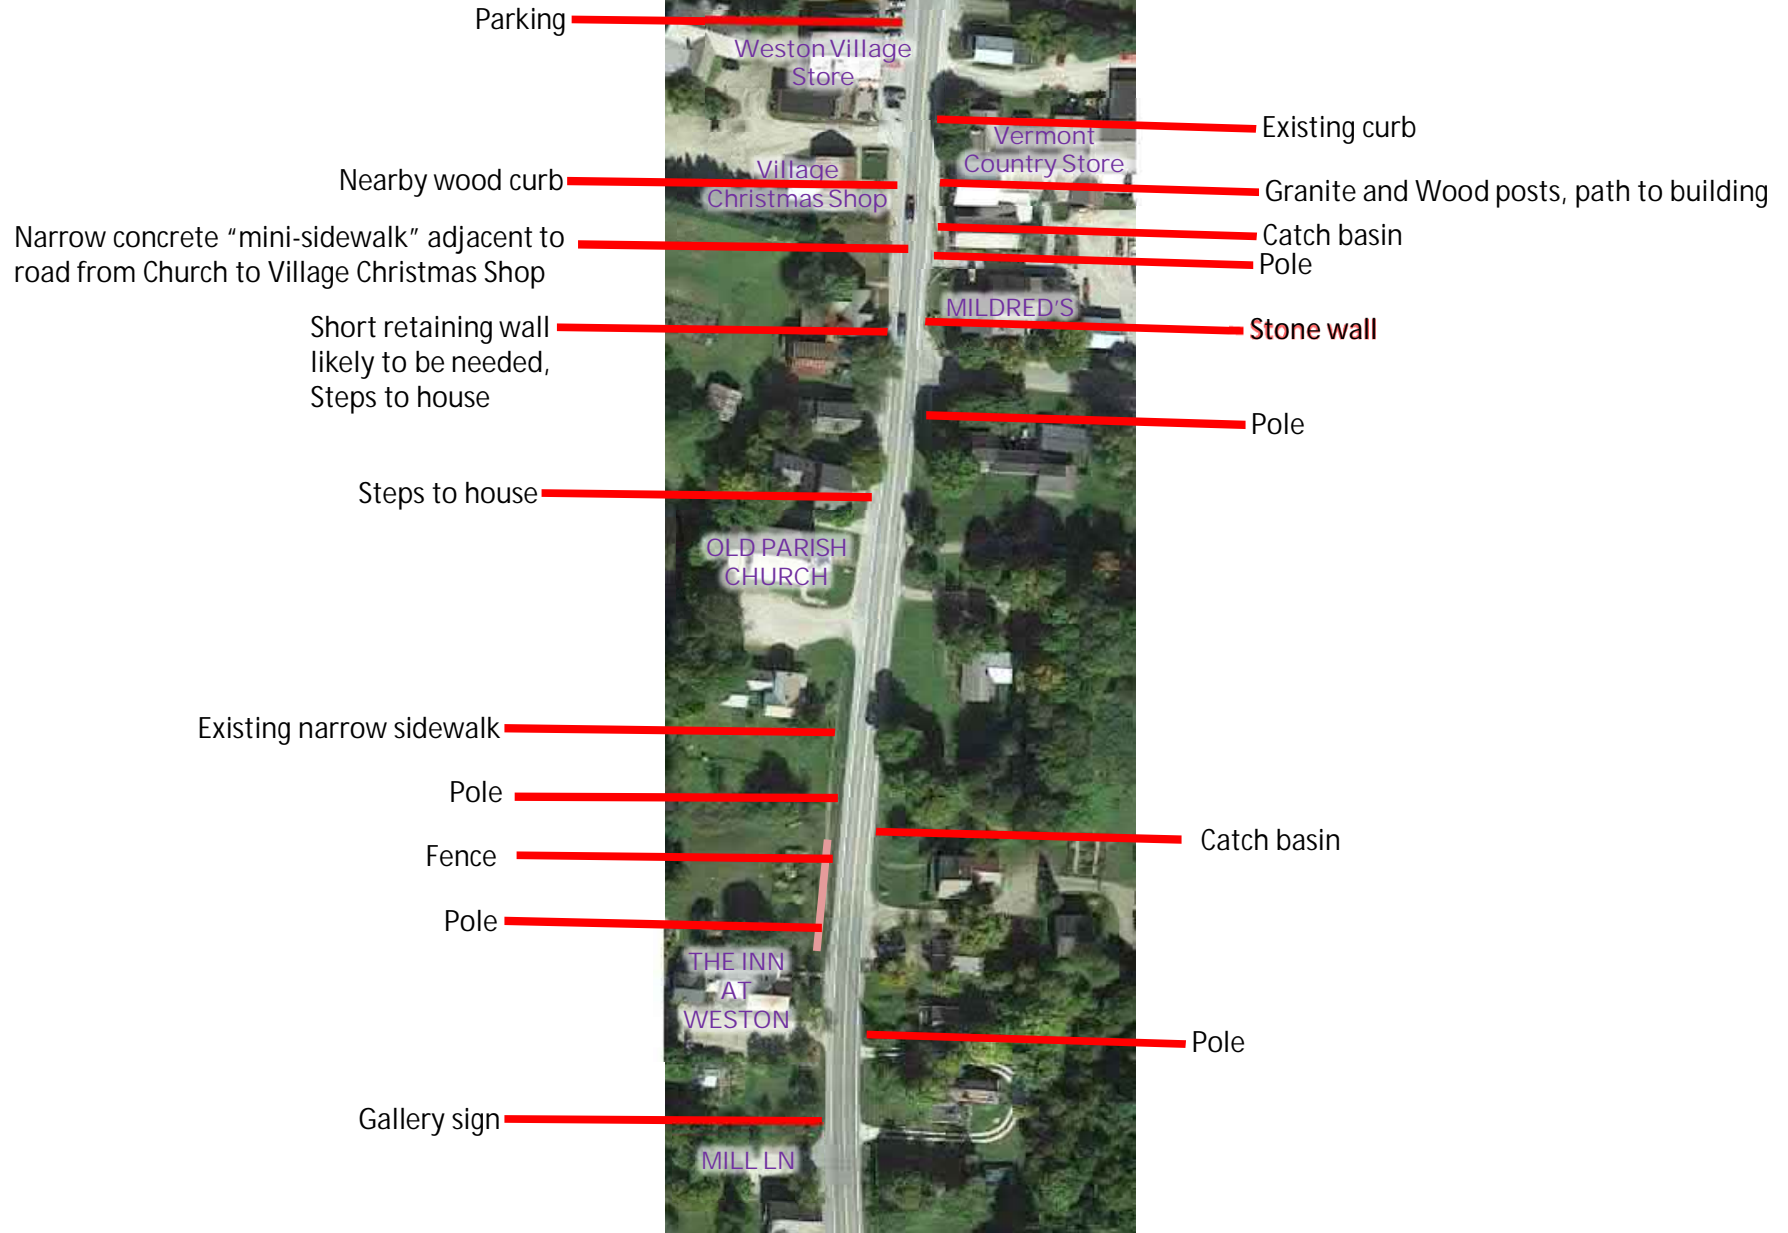 Parking
Weston Village
Store
Existing curb
Vermont
Country Store
Nearby wood curb
Village
Christmas Shop
Granite and Wood posts, path to building
Narrow concrete “mini-sidewalk” adjacent to
road from Church to Village Christmas Shop
Catch basin
Pole
MILDRED’S
Short retaining wall
likely to be needed,
Steps to house
Stone wall
Pole
Steps to house
OLD PARISH
CHURCH
Existing narrow sidewalk
Pole
Catch basin
Fence
Pole
THE INN
AT
WESTON
Pole
Gallery sign
MILL LN